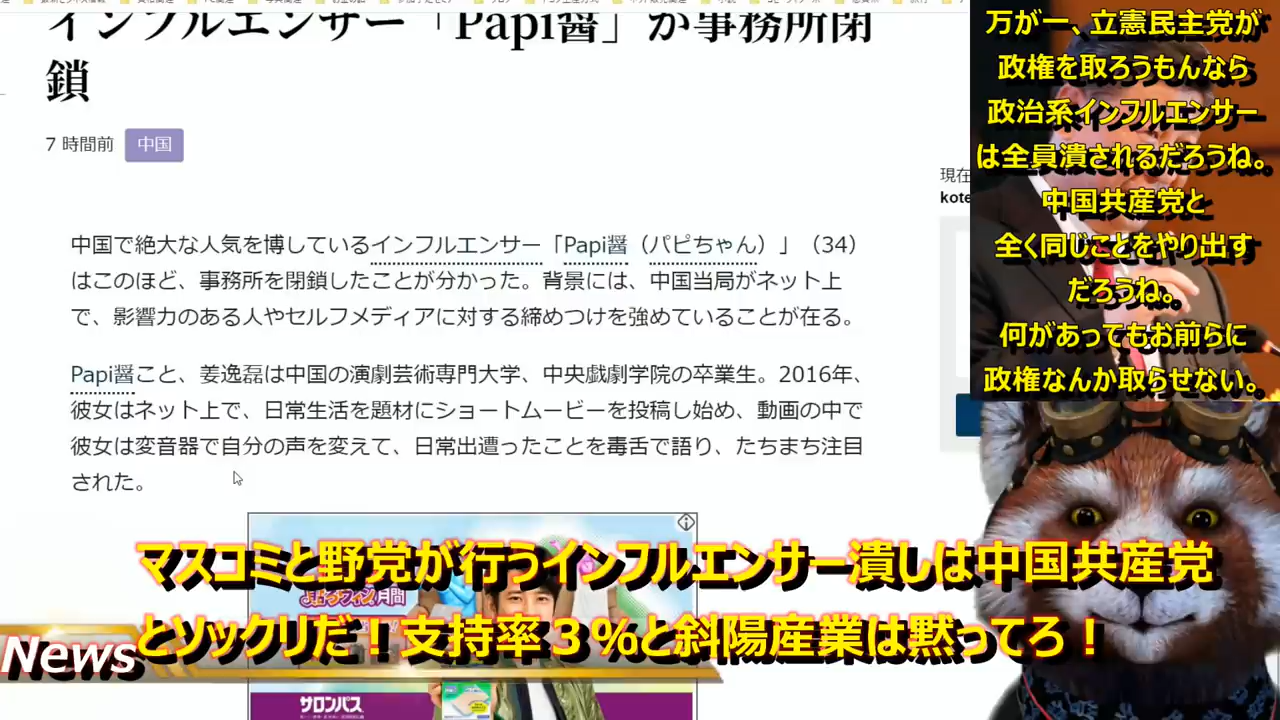 インフルエンサー「Papi醤」が事務所閉
鎖
7 時間前
中国
現在
kote
中国で絶大な人気を博しているインフルエンサー「Papi醤（パピちゃん）」（34）
はこのほど、事務所を閉鎖したことが分かった。背景には、中国当局がネット上
で、影響力のある人やセルフメディアに対する締めつけを強めていることが在る。
Papi醤こと、姜逸磊は中国の演劇芸術専門大学、中央戯劇学院の卒業生。2016年、
彼女はネット上で、日常生活を題材にショートムービーを投稿し始め、動画の中で
彼女は変音器で自分の声を変えて、日常出遭ったことを毒舌で語り、たちまち注目
された。
万が一、立憲民主党が
政権を取ろうもんなら
政治系インフルエンサー
は全員潰されるだろうね。
中国共産党と
全く同じことをやり出す
だろうね。
何があってもお前らに
政権なんか取らせない。
マスコミと野党が行うインフルエンサー潰しは中国共産党
とソックリだ！支持率３％と斜陽産業は黙ってろ！
News
サロンパス